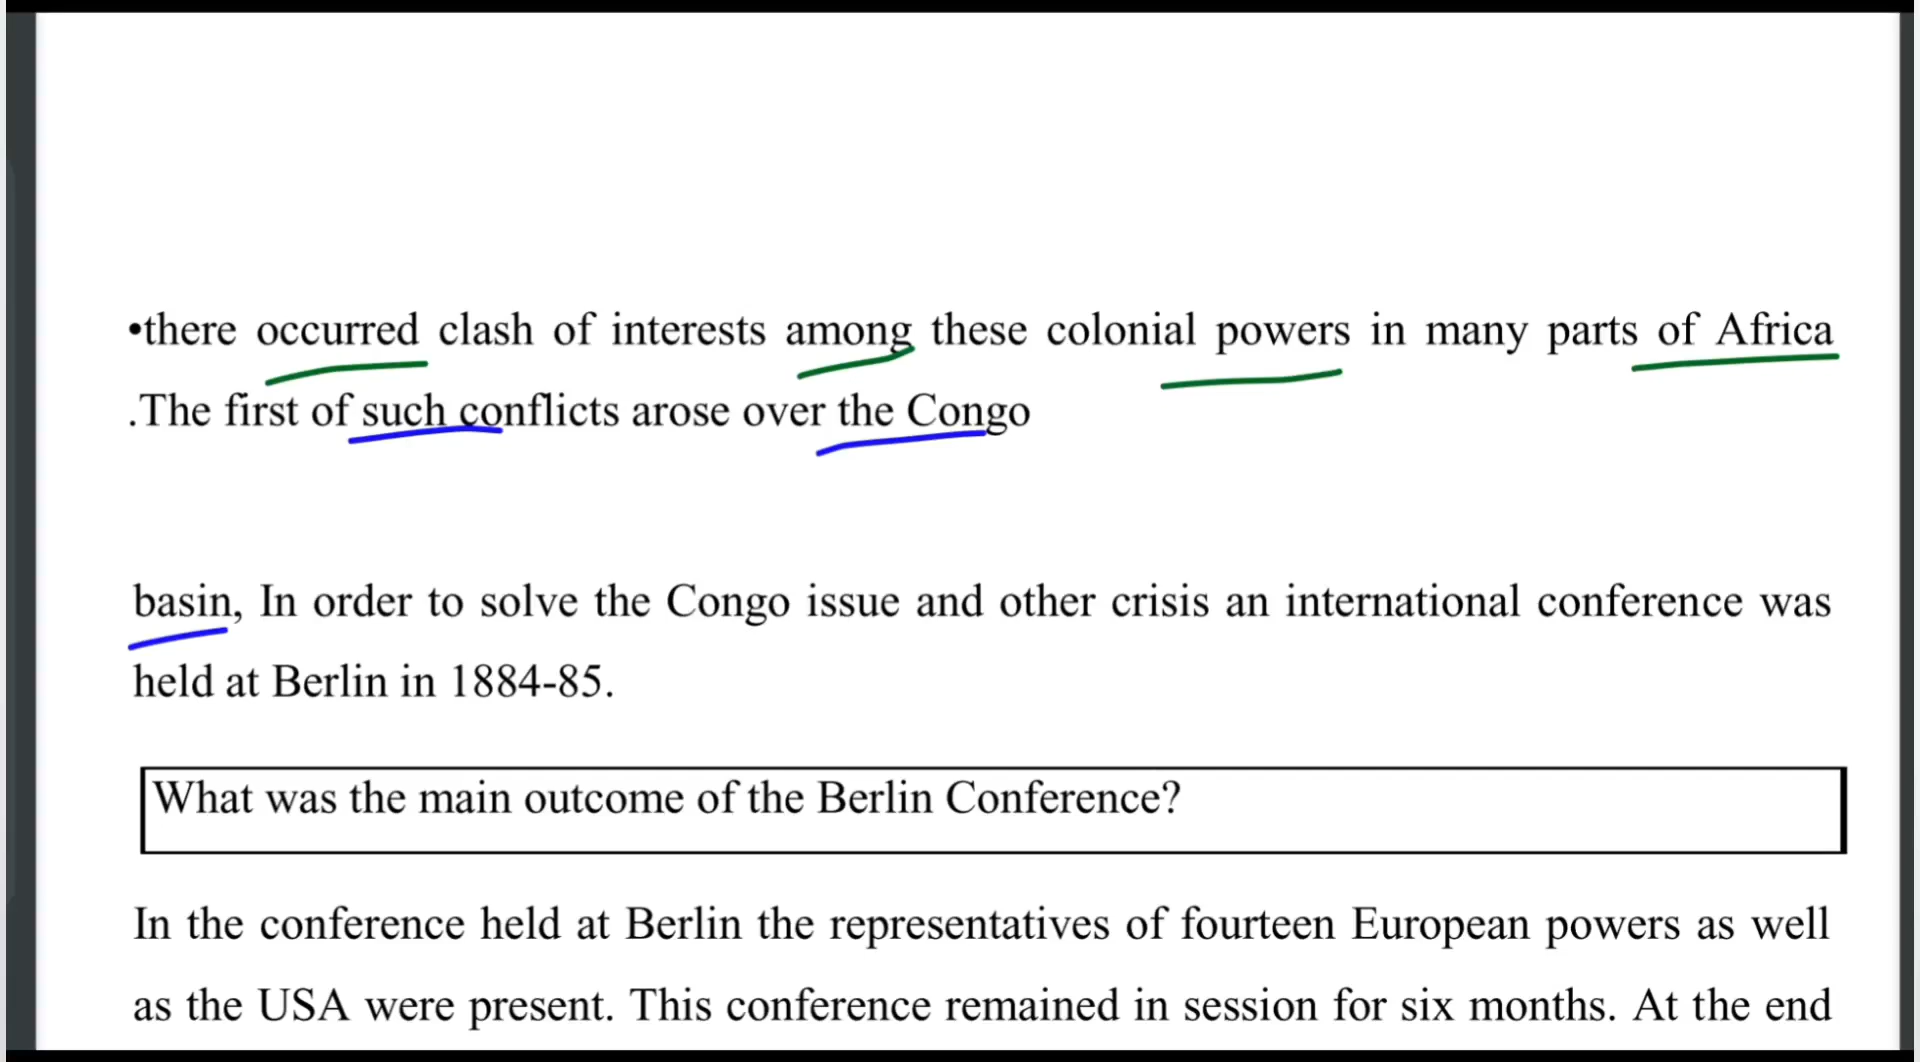 •there occurred clash of interests among these colonial powers in many parts of Africa
.The first of such conflicts arose over the Congo
basin, In order to solve the Congo issue and other crisis an international conference was
held at Berlin in 1884-85.
What was the main outcome of the Berlin Conference?
In the conference held at Berlin the representatives of fourteen European powers as well
as the USA were present. This conference remained in session for six months. At the end